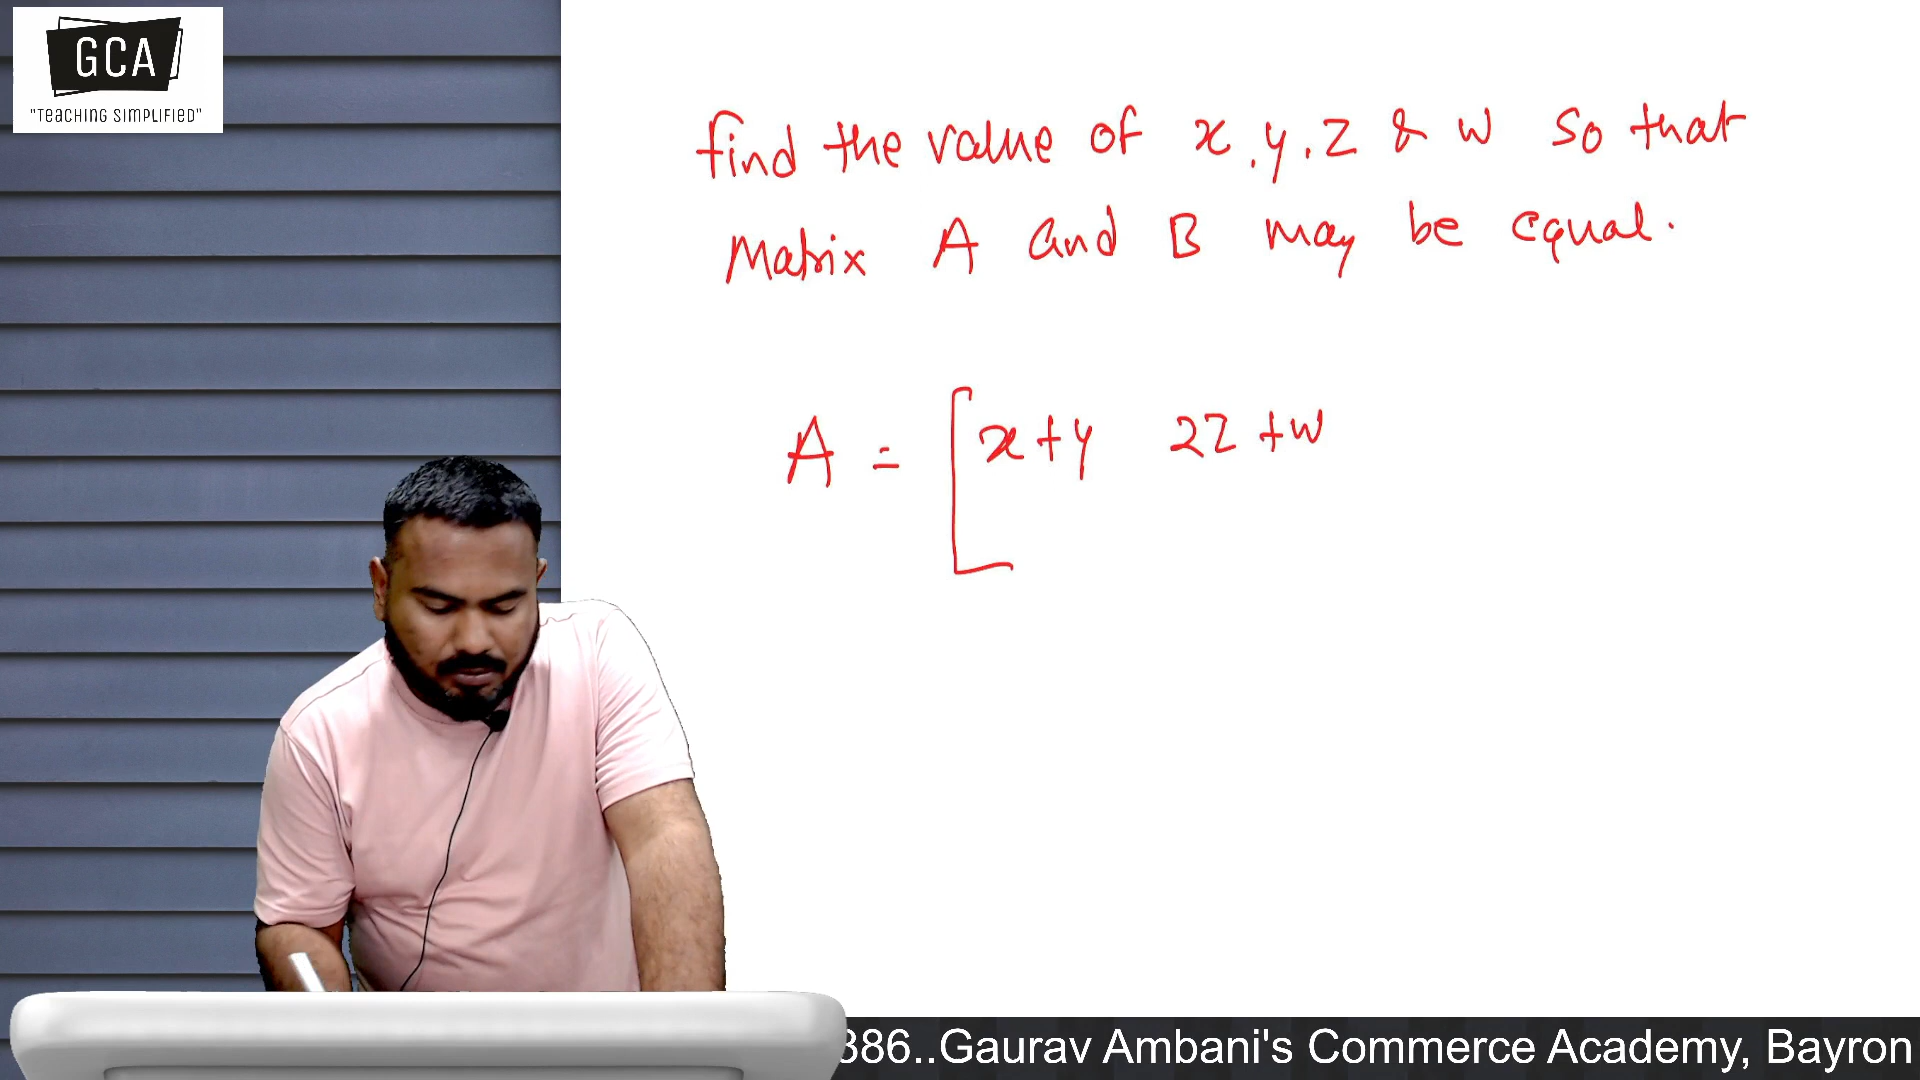 GCA
"TEACHING SIMPLIFIED"
find the value of x, y, z & w so that
Matrix A and B may be equal.
A = [ x+y 2z+w
386..Gaurav Ambani's Commerce Academy, Bayron